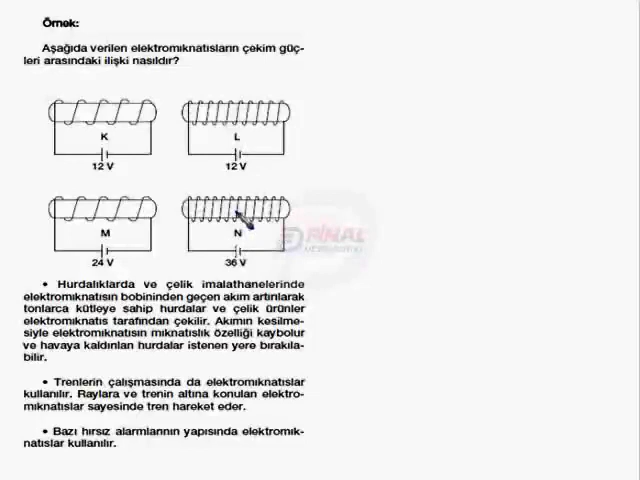 Örnek:
Aşağıda verilen elektromıknatısların çekim güç-
leri arasındaki ilişki nasıldır?
K
L
12 V
12 V
M
N
24 V
36 V
FİNAL
• Hurdalıklarda ve çelik imalathanelerinde
elektromıknatısın bobininden geçen akım artırılarak
tonlarca kütleye sahip hurdalar ve çelik ürünler
elektromıknatıs tarafından çekilir. Akımın kesilme-
siyle elektromıknatısın mıknatıslık özelliği kaybolur
ve havaya kaldırılan hurdalar istenen yere bırakıla-
bilir.
• Trenlerin çalışmasında da elektromıknatıslar
kullanılır. Raylara ve trenin altına konulan elektro-
mıknatıslar sayesinde tren hareket eder.
• Bazı hırsız alarmlarının yapısında elektromık-
natıslar kullanılır.